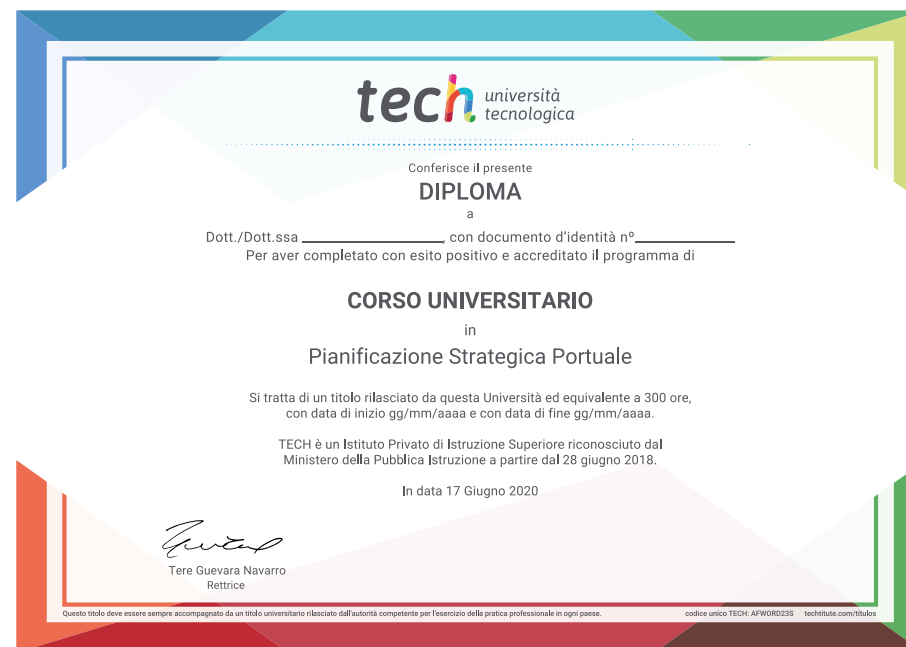 tech università
tecnologica
Conferisce il presente
DIPLOMA
a
Dott./Dott.ssa ____________________, con documento d'identità nº______________
Per aver completato con esito positivo e accreditato il programma di
CORSO UNIVERSITARIO
in
Pianificazione Strategica Portuale
Si tratta di un titolo rilasciato da questa Università ed equivalente a 300 ore,
con data di inizio gg/mm/aaaa e con data di fine gg/mm/aaaa.
TECH è un Istituto Privato di Istruzione Superiore riconosciuto dal
Ministero della Pubblica Istruzione a partire dal 28 giugno 2018.
In data 17 Giugno 2020
Tere Guevara Navarro
Rettrice
Questo titolo deve essere sempre accompagnato da un titolo universitario rilasciato dall'autorità competente per l'esercizio della pratica professionale in ogni paese. codice unico TECH: AFWORD23S techtitute.com/títulos